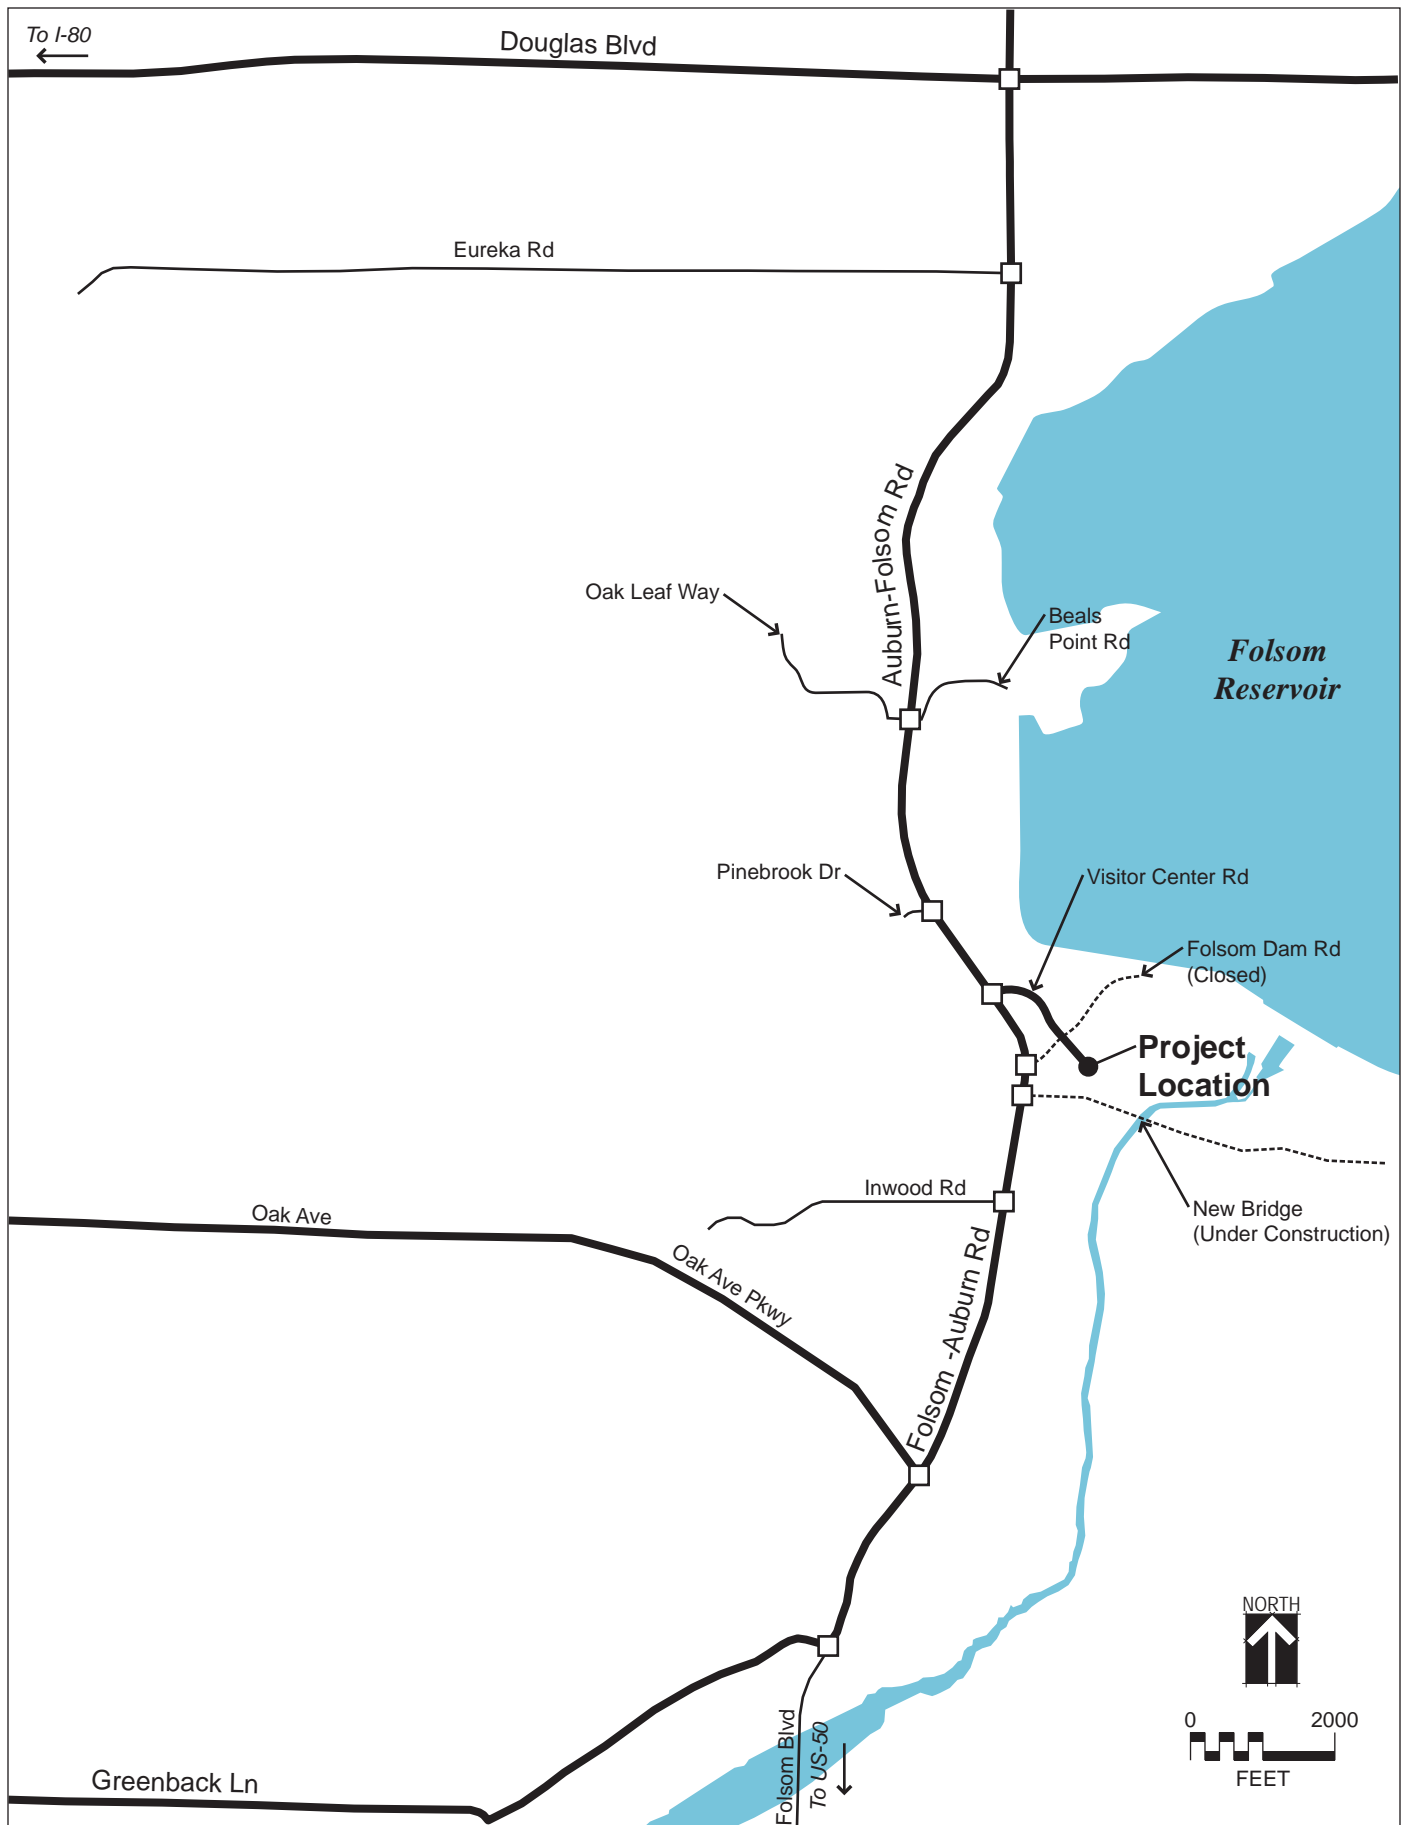 To I-80
Douglas Blvd
Eureka Rd
Auburn-Folsom Rd
Oak Leaf Way
Beals
Point Rd
Folsom
Reservoir
Pinebrook Dr
Visitor Center Rd
Folsom Dam Rd
(Closed)
Project
Location
Inwood Rd
New Bridge
(Under Construction)
Oak Ave
Oak Ave Pkwy
Folsom -Auburn Rd
NORTH
0 2000
FEET
Folsom Blvd
To US-50
Greenback Ln